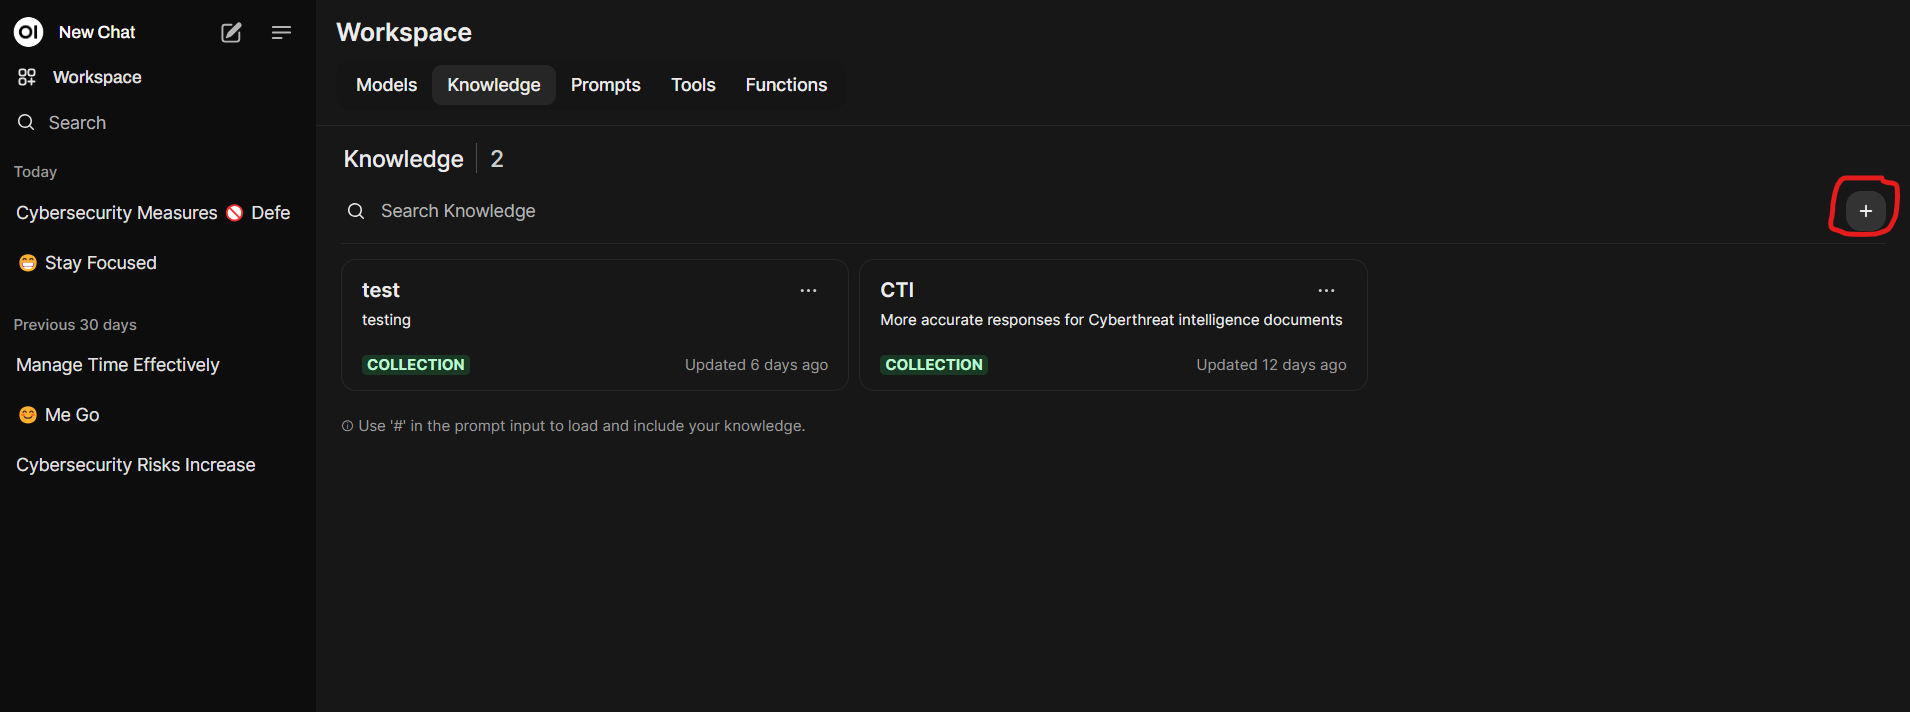 OI New Chat
Workspace
Search
Today
Cybersecurity Measures 🚫 Defe
😁 Stay Focused
Previous 30 days
Manage Time Effectively
😊 Me Go
Cybersecurity Risks Increase
Workspace
Models Knowledge Prompts Tools Functions
Knowledge 2
Search Knowledge
+
test ...
testing
COLLECTION Updated 6 days ago
CTI ...
More accurate responses for Cyberthreat intelligence documents
COLLECTION Updated 12 days ago
Use '#' in the prompt input to load and include your knowledge.